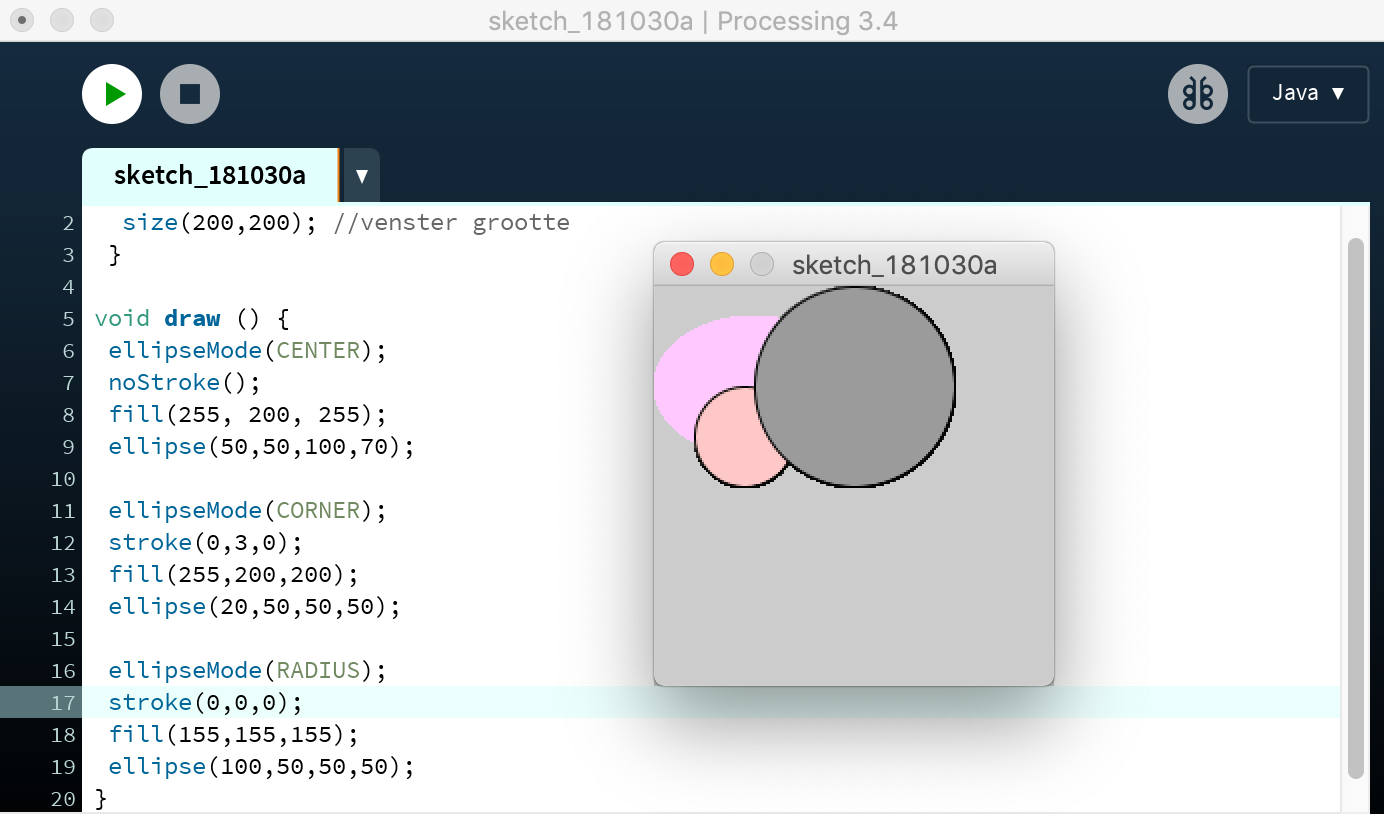 sketch_181030a | Processing 3.4
Java ▼
sketch_181030a ▼
2 size(200,200); //venster grootte
3 }
4
5 void draw () {
6 ellipseMode(CENTER);
7 noStroke();
8 fill(255, 200, 255);
9 ellipse(50,50,100,70);
10
11 ellipseMode(CORNER);
12 stroke(0,3,0);
13 fill(255,200,200);
14 ellipse(20,50,50,50);
15
16 ellipseMode(RADIUS);
17 stroke(0,0,0);
18 fill(155,155,155);
19 ellipse(100,50,50,50);
20 }
sketch_181030a